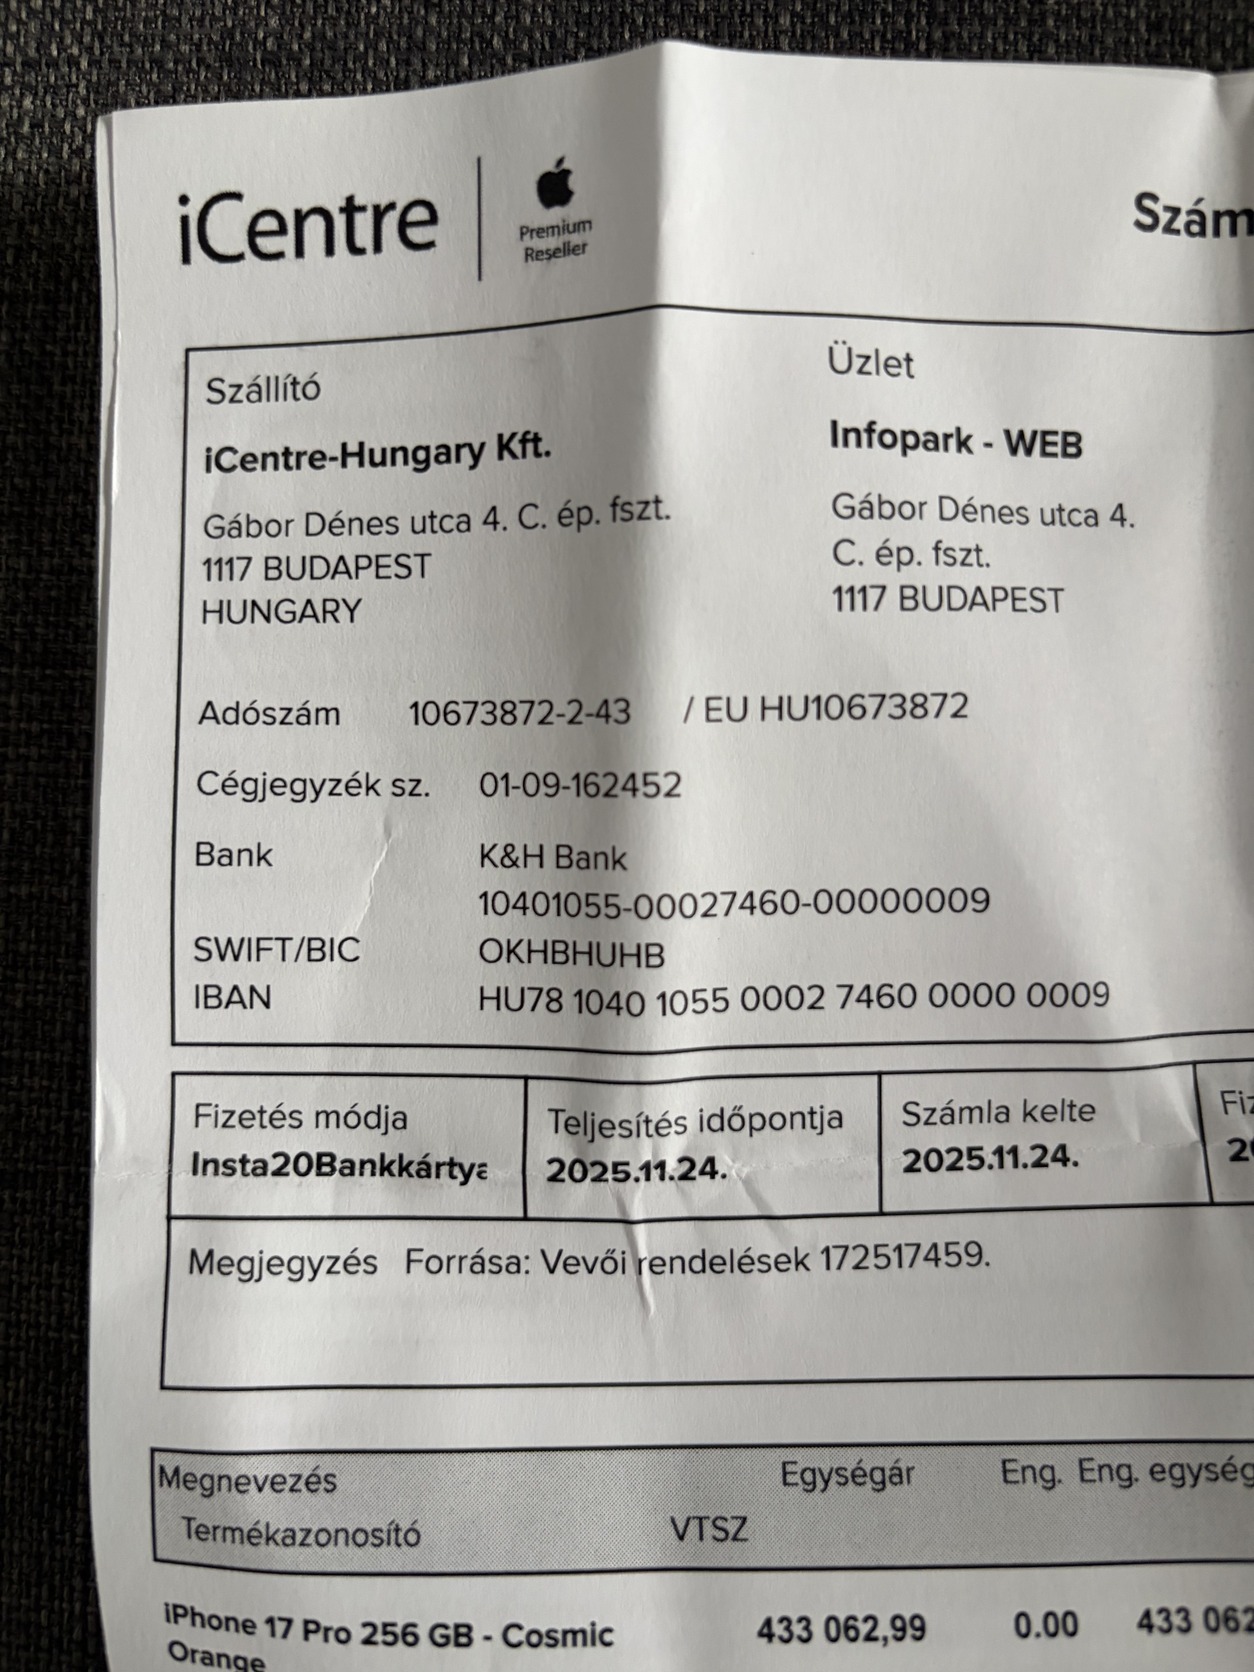 iCentre
Premium
Reseller
Szám
Szállító
iCentre-Hungary Kft.
Gábor Dénes utca 4. C. ép. fszt.
1117 BUDAPEST
HUNGARY
Üzlet
Infopark - WEB
Gábor Dénes utca 4.
C. ép. fszt.
1117 BUDAPEST
Adószám 10673872-2-43 / EU HU10673872
Cégjegyzék sz. 01-09-162452
Bank K&H Bank
10401055-00027460-00000009
SWIFT/BIC OKHBHUHB
IBAN HU78 1040 1055 0002 7460 0000 0009
Fizetés módja
Insta20Bankkártya
Teljesítés időpontja
2025.11.24.
Számla kelte
2025.11.24.
Megjegyzés Forrása: Vevői rendelések 172517459.
Megnevezés Egységár Eng. Eng. egység
Termékazonosító VTSZ
iPhone 17 Pro 256 GB - Cosmic 433 062,99 0.00 433 062
Orange